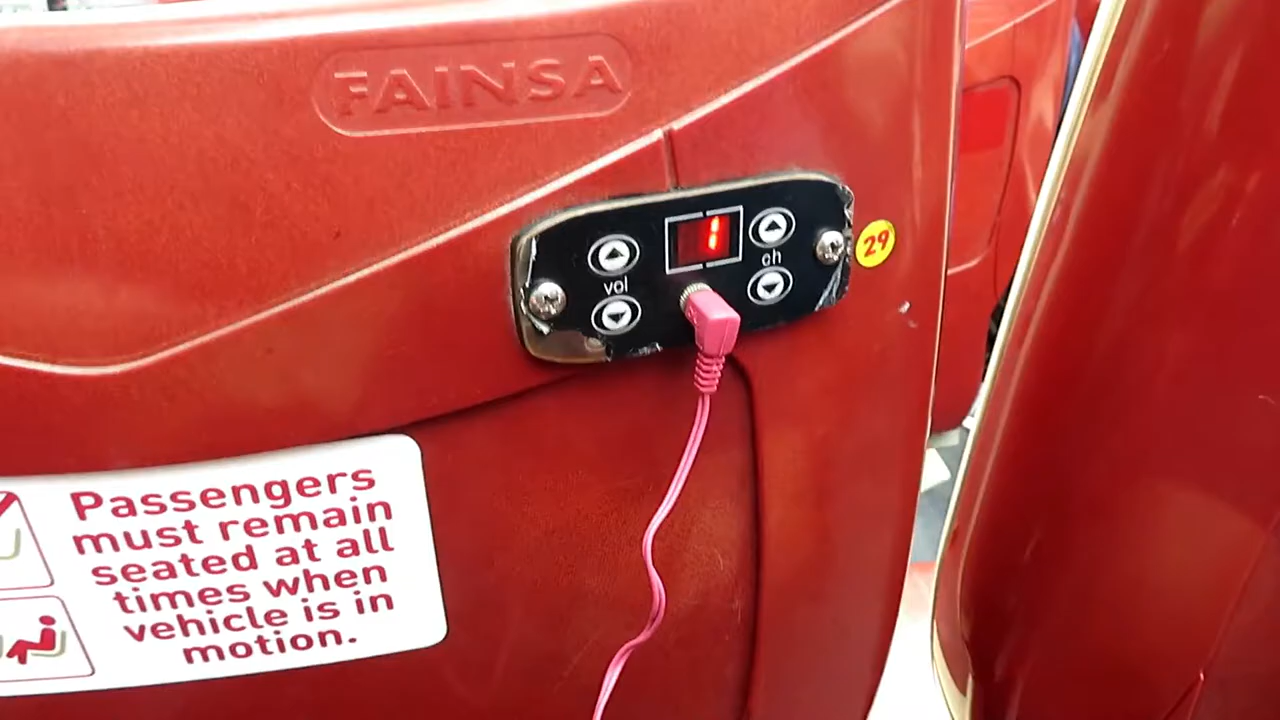 FAINSA
1
vol
ch
29
Passengers
must remain
seated at all
times when
vehicle is in
motion.